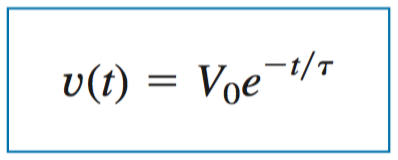 v(t) = V₀e^{−t/τ}